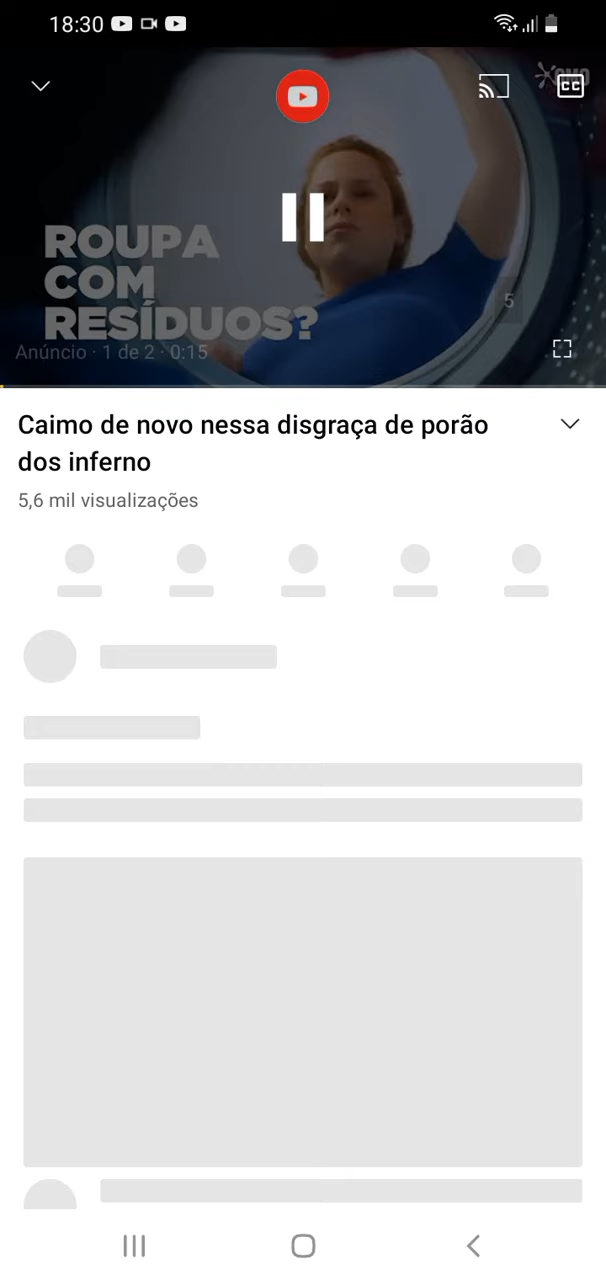 18:30
CC
ROUPA
COM
RESÍDUOS?
5
Anúncio · 1 de 2 · 0:15
Caimo de novo nessa disgraça de porão
dos inferno
5,6 mil visualizações